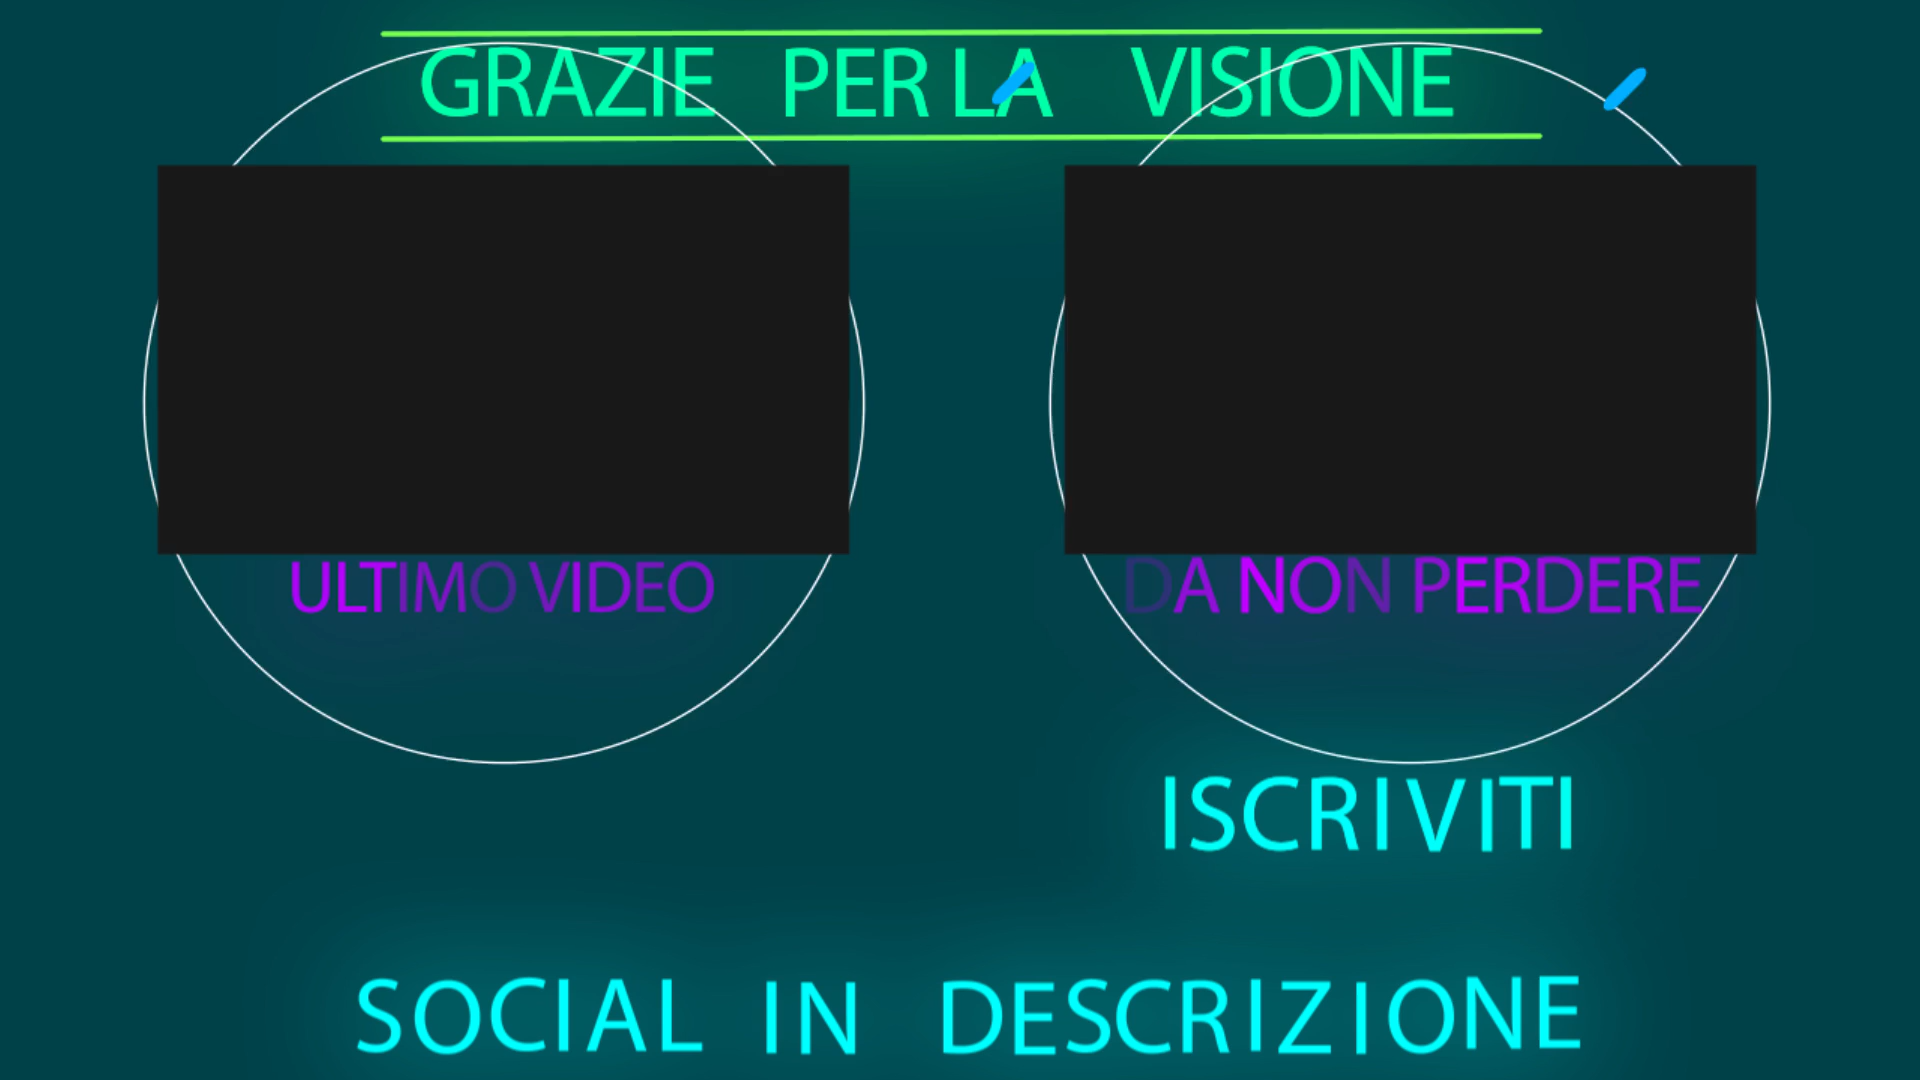 GRAZIE PER LA VISIONE
ULTIMO VIDEO
DA NON PERDERE
ISCRIVITI
SOCIAL IN DESCRIZIONE